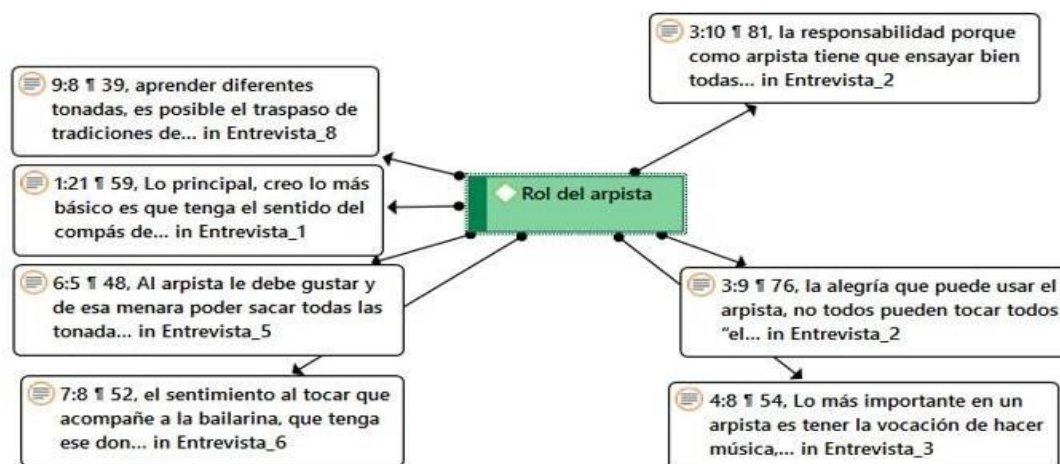 3:10 ¶ 81, la responsabilidad porque
como arpista tiene que ensayar bien
todas... in Entrevista_2
9:8 ¶ 39, aprender diferentes
tonadas, es posible el traspaso de
tradiciones de... in Entrevista_8
1:21 ¶ 59, Lo principal, creo lo más
básico es que tenga el sentido del
compás de... in Entrevista_1
Rol del arpista
6:5 ¶ 48, Al arpista le debe gustar y
de esa menara poder sacar todas las
tonada... in Entrevista_5
3:9 ¶ 76, la alegría que puede usar el
arpista, no todos pueden tocar todos
"el... in Entrevista_2
7:8 ¶ 52, el sentimiento al tocar que
acompañe a la bailarina, que tenga
ese don... in Entrevista_6
4:8 ¶ 54, Lo más importante en un
arpista es tener la vocación de hacer
música,... in Entrevista_3